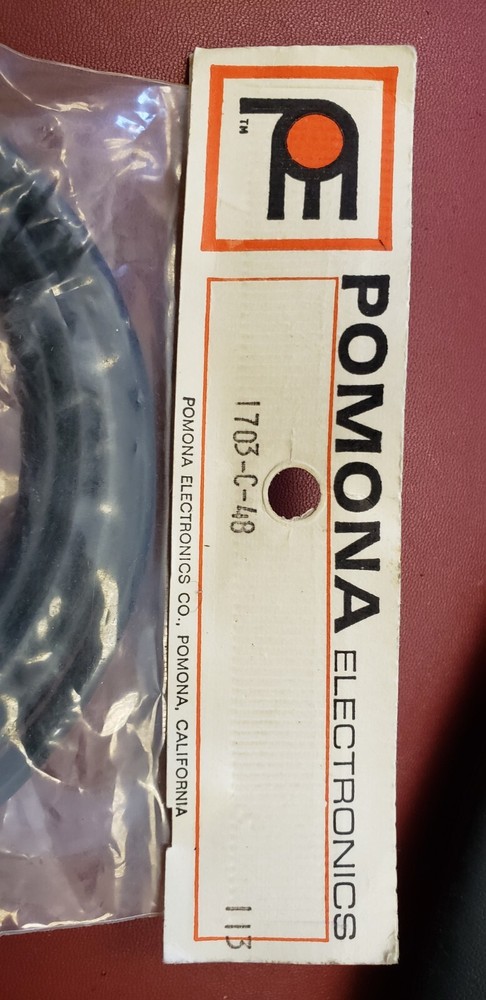 TM
POMONA ELECTRONICS
1703-C-48
113
POMONA ELECTRONICS CO., POMONA, CALIFORNIA